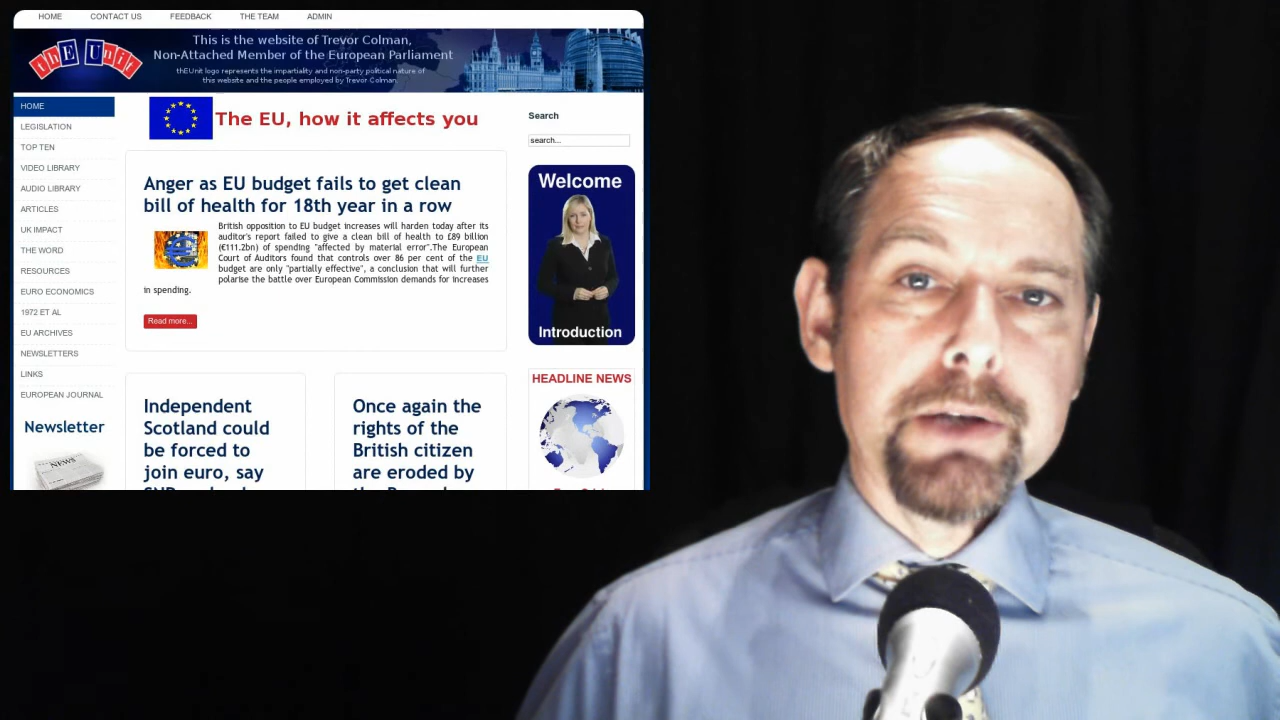 HOME CONTACT US FEEDBACK THE TEAM ADMIN
thEUnit
This is the website of Trevor Colman,
Non-Attached Member of the European Parliament
thEUnit logo represents the impartiality and non-party political nature of
this website and the people employed by Trevor Colman.
HOME
LEGISLATION
TOP TEN
VIDEO LIBRARY
AUDIO LIBRARY
ARTICLES
UK IMPACT
THE WORD
RESOURCES
EURO ECONOMICS
1972 ET AL
EU ARCHIVES
NEWSLETTERS
LINKS
EUROPEAN JOURNAL
Newsletter
NEWS
The EU, how it affects you
Anger as EU budget fails to get clean
bill of health for 18th year in a row
British opposition to EU budget increases will harden today after its
auditor's report failed to give a clean bill of health to £89 billion
(€111.2bn) of spending "affected by material error".The European
Court of Auditors found that controls over 86 per cent of the EU
budget are only "partially effective", a conclusion that will further
polarise the battle over European Commission demands for increases
in spending.
Read more...
Independent
Scotland could
be forced to
join euro, say
Once again the
rights of the
British citizen
are eroded by
Search
search...
Welcome
Introduction
HEADLINE NEWS